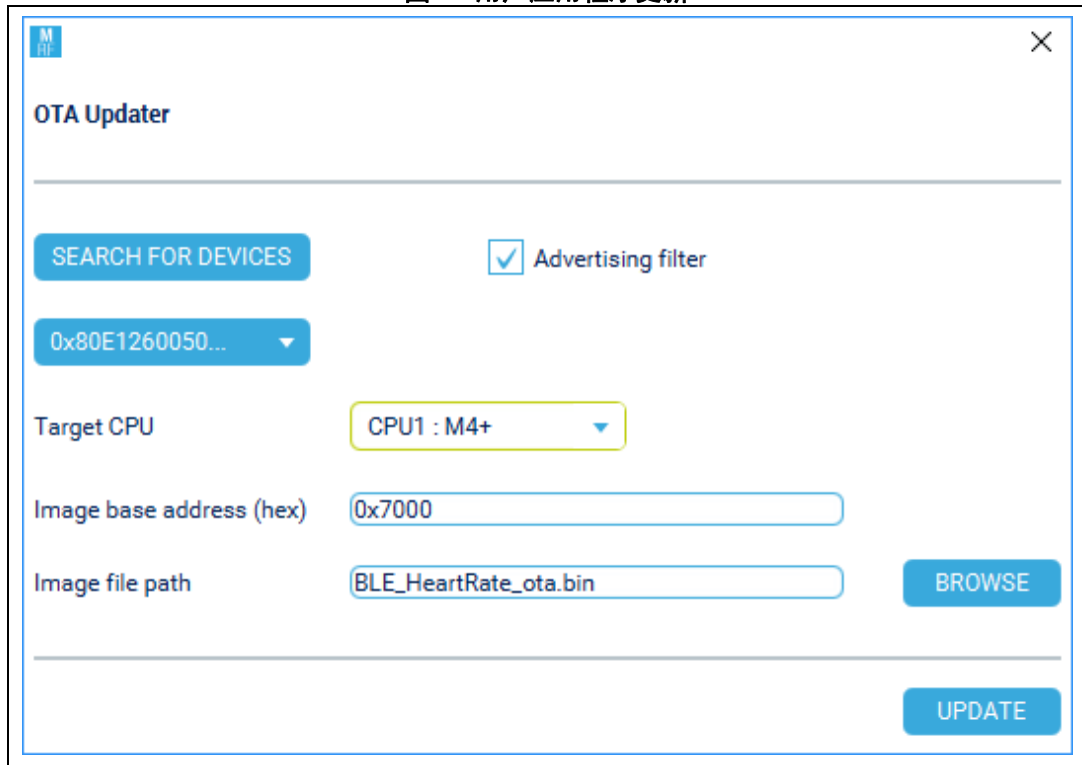 M
RF
OTA Updater
SEARCH FOR DEVICES
Advertising filter
0x80E1260050...
Target CPU
CPU1 : M4+
Image base address (hex)
0x7000
Image file path
BLE_HeartRate_ota.bin
BROWSE
UPDATE